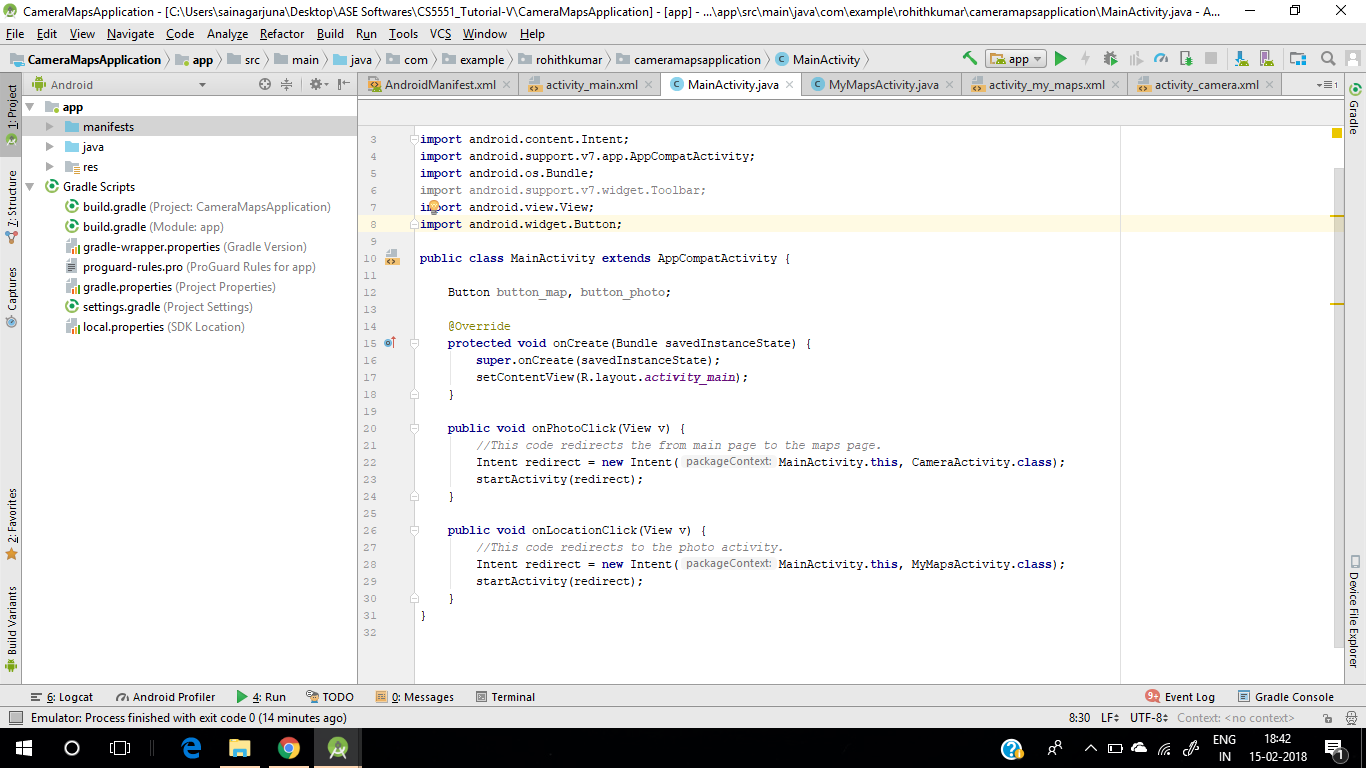 CameraMapsApplication - [C:\Users\sainagarjuna\Desktop\ASE Softwares\CS5551_Tutorial-V\CameraMapsApplication] - [app] - ...\app\src\main\java\com\example\rohithkumar\cameramapsapplication\MainActivity.java - A...
File Edit View Navigate Code Analyze Refactor Build Run Tools VCS Window Help
CameraMapsApplication app src main java com example rohithkumar cameramapsapplication MainActivity app
Android
AndroidManifest.xml activity_main.xml MainActivity.java MyMapsActivity.java activity_my_maps.xml activity_camera.xml
1: Project
7: Structure
Captures
2: Favorites
Build Variants
app
manifests
java
res
Gradle Scripts
build.gradle (Project: CameraMapsApplication)
build.gradle (Module: app)
gradle-wrapper.properties (Gradle Version)
proguard-rules.pro (ProGuard Rules for app)
gradle.properties (Project Properties)
settings.gradle (Project Settings)
local.properties (SDK Location)
3 import android.content.Intent;
4 import android.support.v7.app.AppCompatActivity;
5 import android.os.Bundle;
6 import android.support.v7.widget.Toolbar;
7 import android.view.View;
8 import android.widget.Button;
9
10 public class MainActivity extends AppCompatActivity {
11
12 Button button_map, button_photo;
13
14 @Override
15 protected void onCreate(Bundle savedInstanceState) {
16 super.onCreate(savedInstanceState);
17 setContentView(R.layout.activity_main);
18 }
19
20 public void onPhotoClick(View v) {
21 //This code redirects the from main page to the maps page.
22 Intent redirect = new Intent( packageContext: MainActivity.this, CameraActivity.class);
23 startActivity(redirect);
24 }
25
26 public void onLocationClick(View v) {
27 //This code redirects to the photo activity.
28 Intent redirect = new Intent( packageContext: MainActivity.this, MyMapsActivity.class);
29 startActivity(redirect);
30 }
31 }
32
Gradle
Device File Explorer
6: Logcat Android Profiler 4: Run TODO 0: Messages Terminal 9+ Event Log Gradle Console
Emulator: Process finished with exit code 0 (14 minutes ago) 8:30 LF UTF-8 Context: <no context>
ENG
IN
18:42
15-02-2018
1